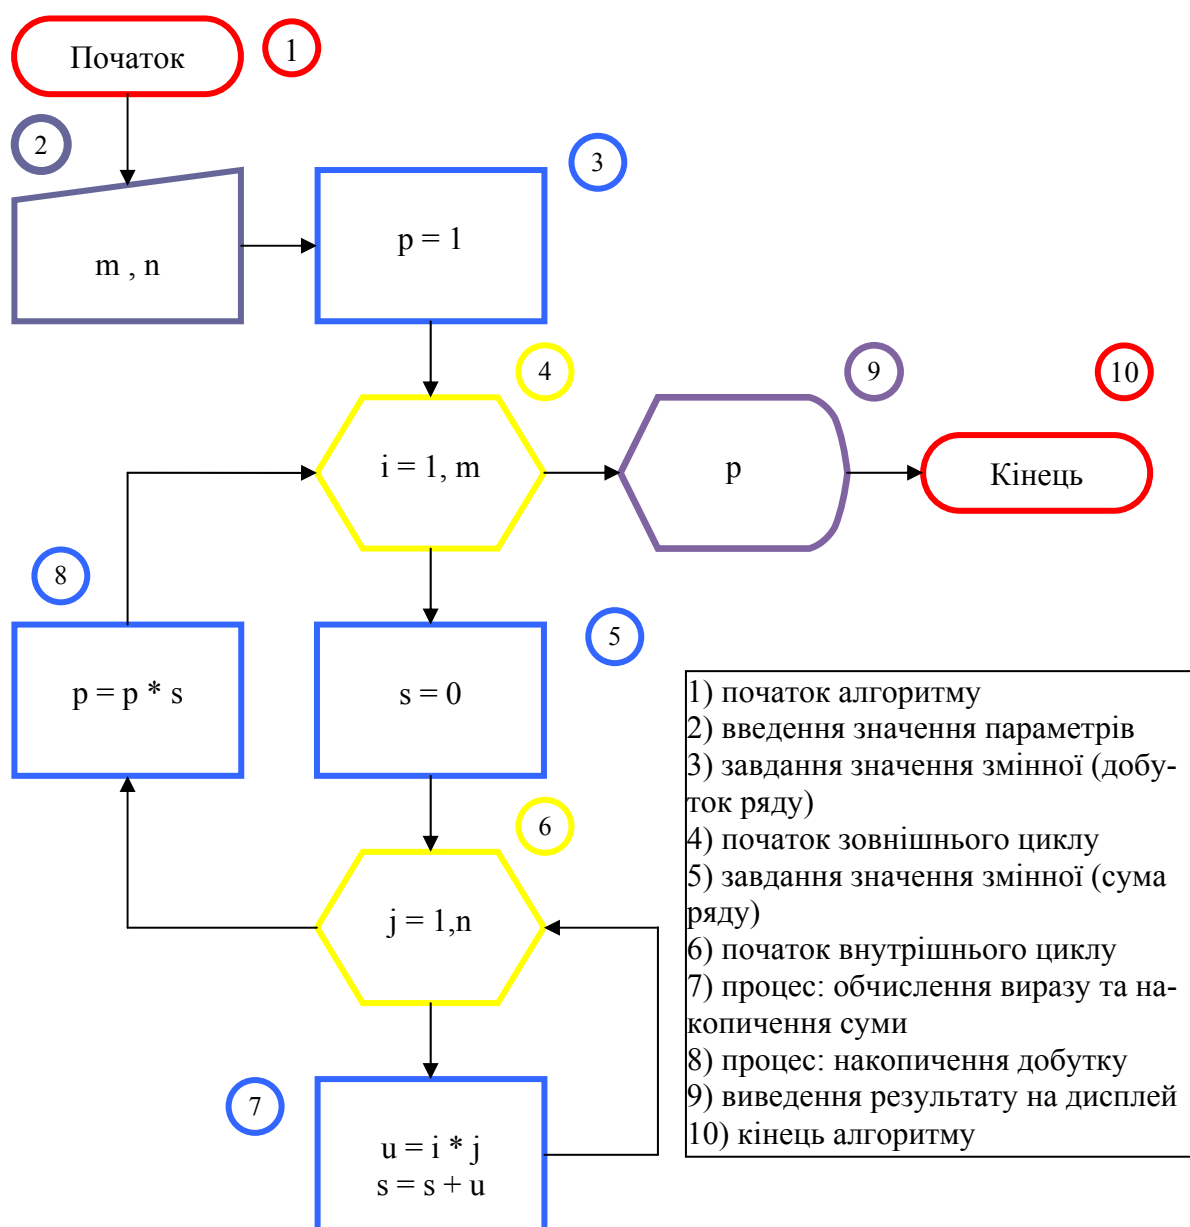 Початок
1
2
m , n
3
p = 1
4
i = 1, m
9
p
10
Кінець
8
p = p * s
5
s = 0
6
j = 1,n
7
u = i * j
s = s + u
1) початок алгоритму
2) введення значення параметрів
3) завдання значення змінної (добу-
ток ряду)
4) початок зовнішнього циклу
5) завдання значення змінної (сума
ряду)
6) початок внутрішнього циклу
7) процес: обчислення виразу та на-
копичення суми
8) процес: накопичення добутку
9) виведення результату на дисплей
10) кінець алгоритму